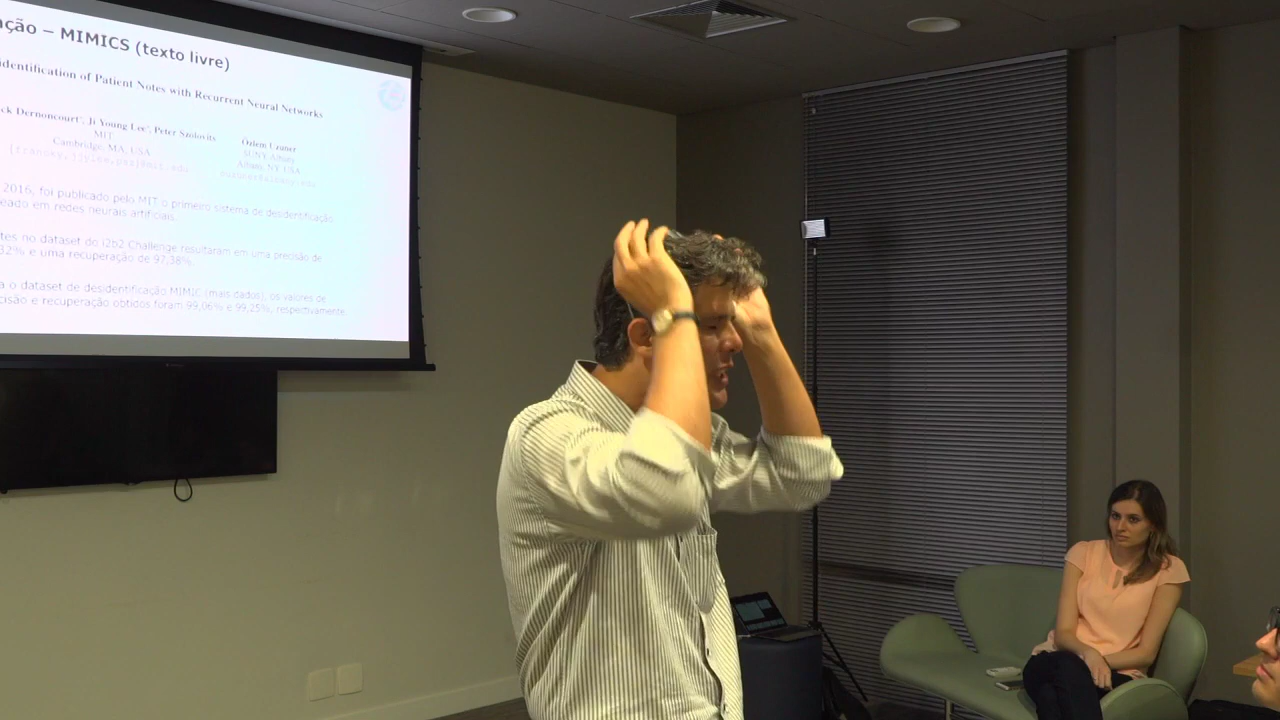 ação – MIMICS (texto livre)
identification of Patient Notes with Recurrent Neural Networks
ck Dernoncourt*, Ji Young Lee*, Peter Szolovits
MIT
Cambridge, MA, USA
Özlem Uzuner
SUNY Albany
Albany, NY, USA
2016, foi publicado pelo MIT o primeiro sistema de desidentificação
eado em redes neurais artificiais.
tes no dataset do i2b2 Challenge resultaram em uma precisão de
32% e uma recuperação de 97,38%.
a o dataset de desidentificação MIMIC (mais dados), os valores de
cisão e recuperação obtidos foram 99,06% e 99,25%, respectivamente.